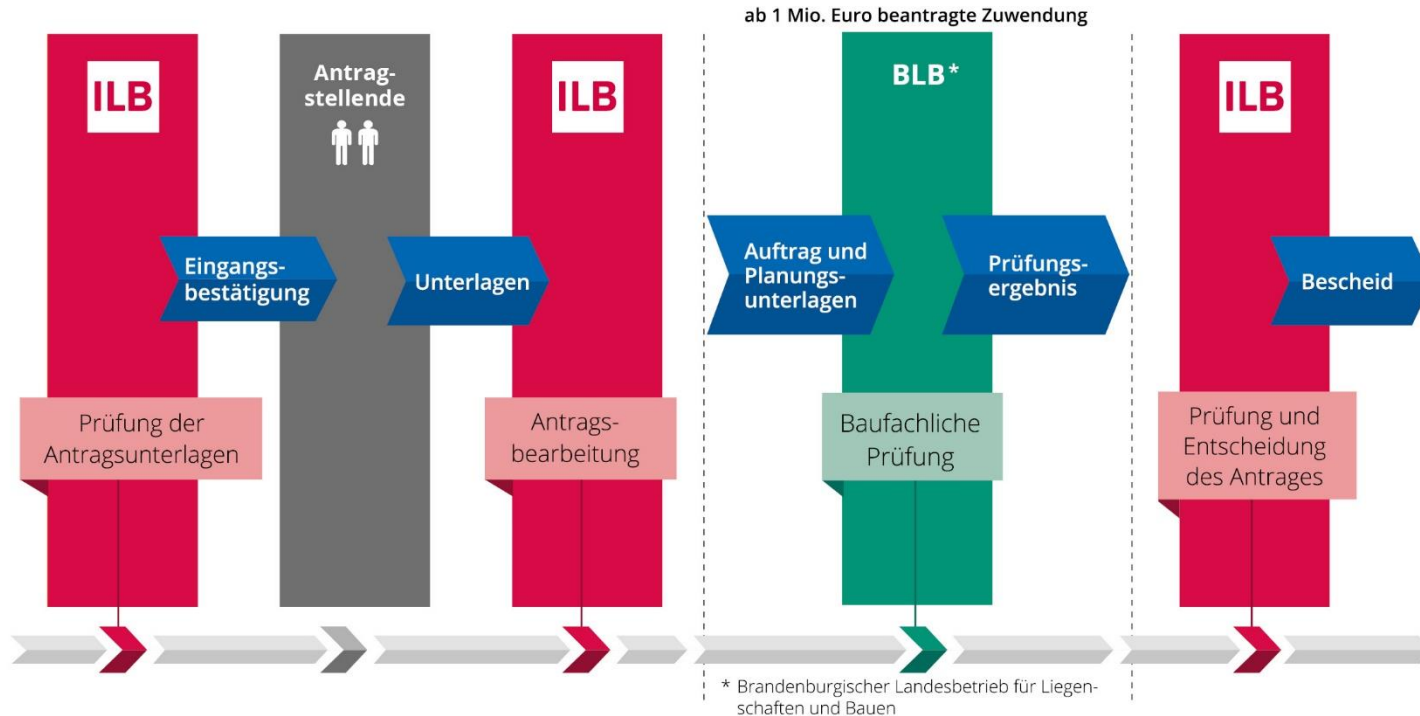 ab 1 Mio. Euro beantragte Zuwendung
ILB
Antrag-
stellende
ILB
BLB*
ILB
Eingangs-
bestätigung
Unterlagen
Auftrag und
Planungs-
unterlagen
Prüfungs-
ergebnis
Bescheid
Prüfung der
Antragsunterlagen
Antrags-
bearbeitung
Baufachliche
Prüfung
Prüfung und
Entscheidung
des Antrages
* Brandenburgischer Landesbetrieb für Liegen-
schaften und Bauen